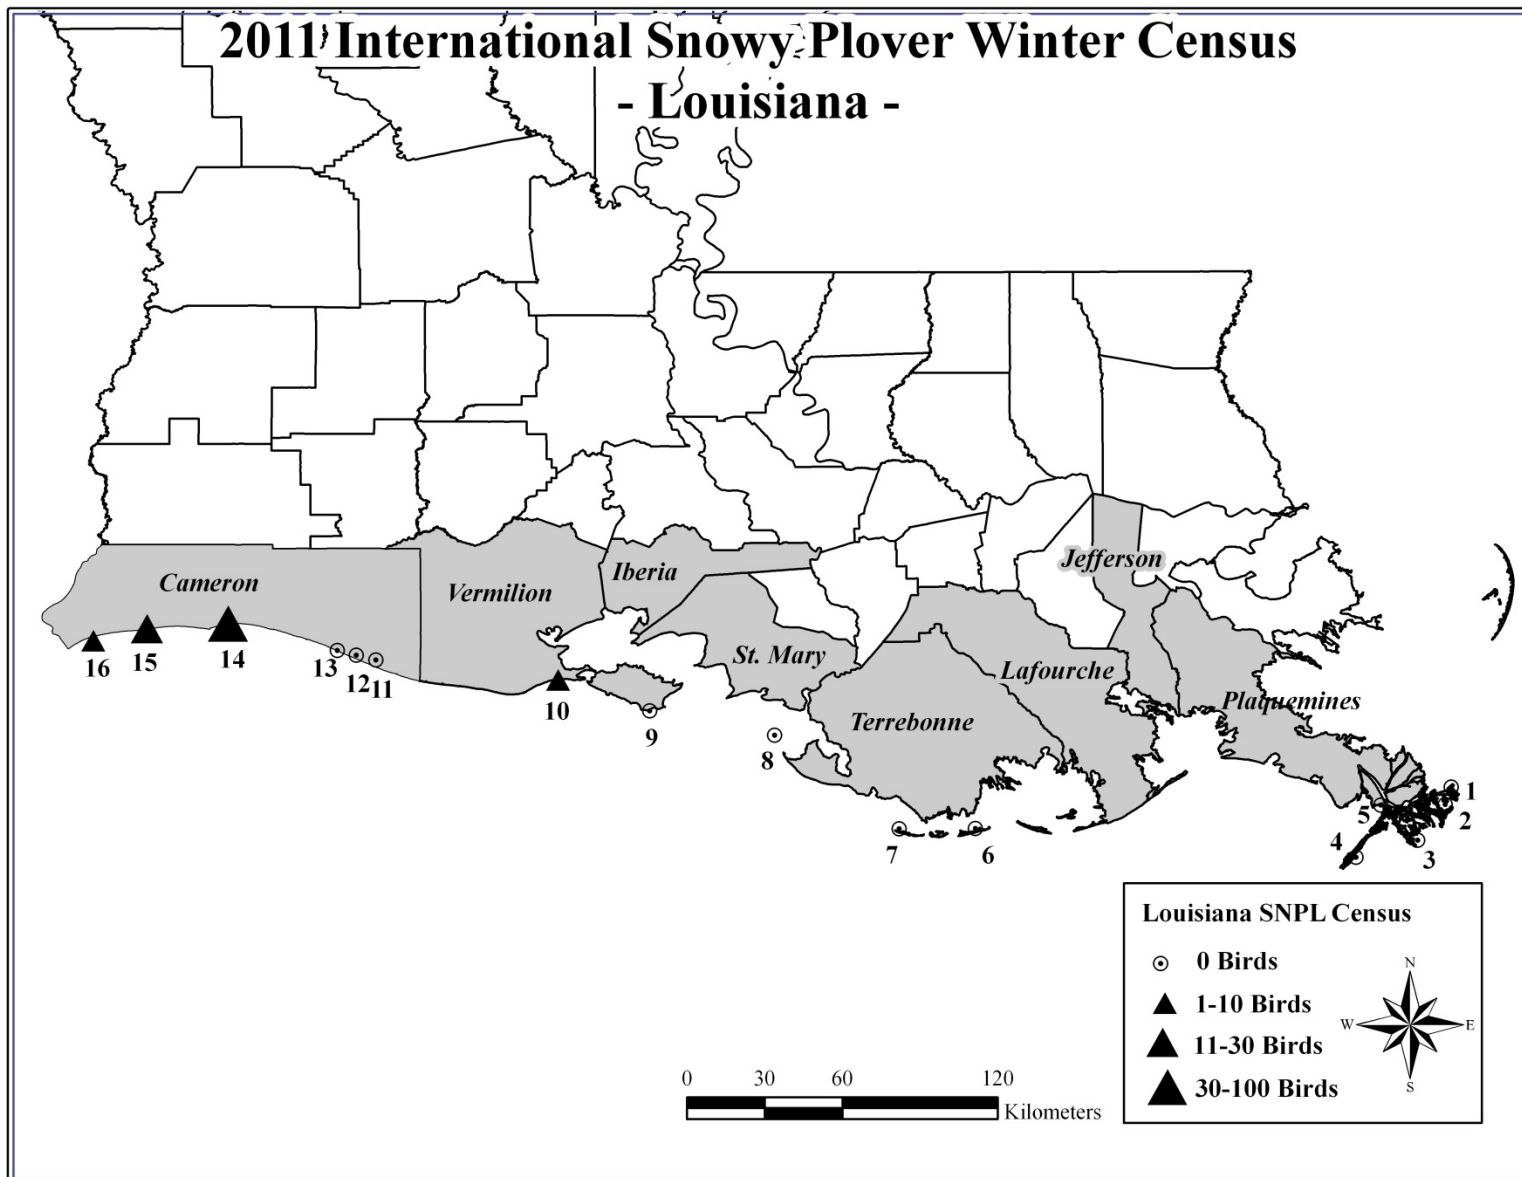 2011 International Snowy Plover Winter Census
- Louisiana -
Jefferson
Iberia
Cameron
Vermilion
St. Mary
Lafourche
Plaquemines
Terrebonne
16
15
14
13
12
11
10
9
8
7
6
5
4
3
2
1
Louisiana SNPL Census
0 Birds
1-10 Birds
11-30 Birds
30-100 Birds
N
W
E
S
0 30 60 120
Kilometers